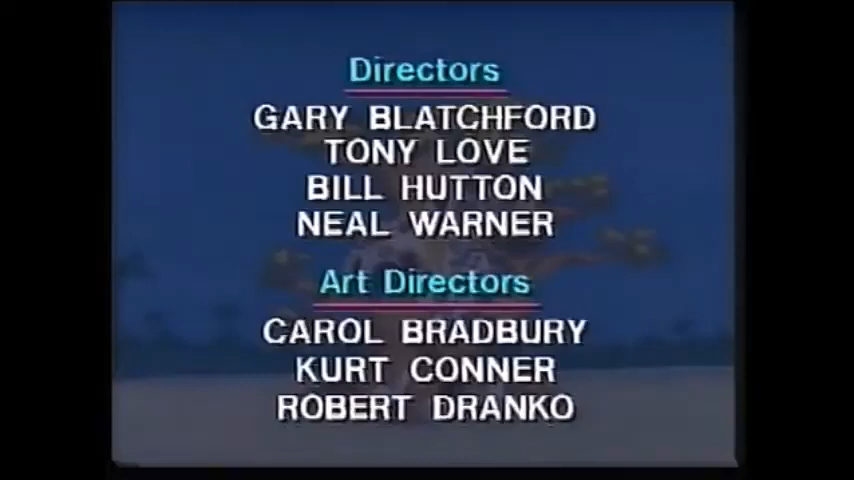 Directors
GARY BLATCHFORD
TONY LOVE
BILL HUTTON
NEAL WARNER
Art Directors
CAROL BRADBURY
KURT CONNER
ROBERT DRANKO